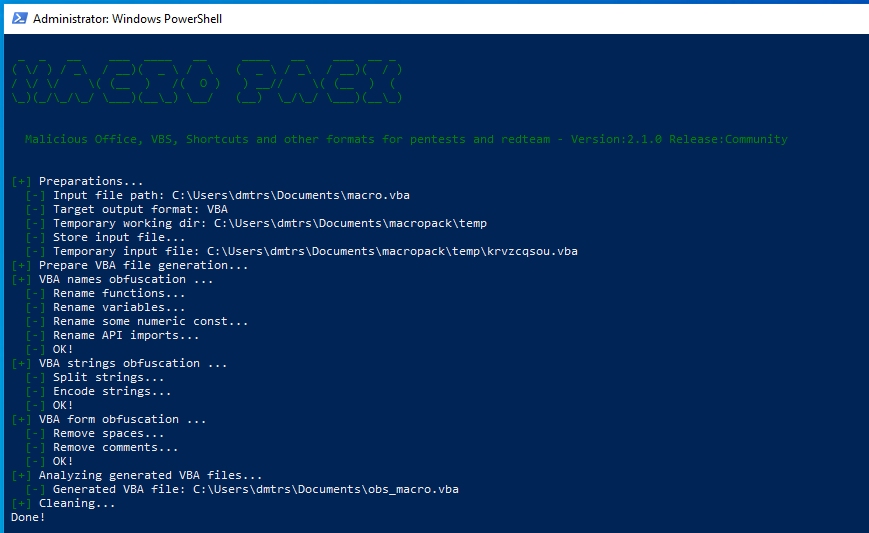 Administrator: Windows PowerShell
MACRO PACK
Malicious Office, VBS, Shortcuts and other formats for pentests and redteam - Version:2.1.0 Release:Community
[+] Preparations...
[-] Input file path: C:\Users\dmtrs\Documents\macro.vba
[-] Target output format: VBA
[-] Temporary working dir: C:\Users\dmtrs\Documents\macropack\temp
[-] Store input file...
[-] Temporary input file: C:\Users\dmtrs\Documents\macropack\temp\krvzcqsou.vba
[+] Prepare VBA file generation...
[+] VBA names obfuscation ...
[-] Rename functions...
[-] Rename variables...
[-] Rename some numeric const...
[-] Rename API imports...
[-] OK!
[+] VBA strings obfuscation ...
[-] Split strings...
[-] Encode strings...
[-] OK!
[+] VBA form obfuscation ...
[-] Remove spaces...
[-] Remove comments...
[-] OK!
[+] Analyzing generated VBA files...
[-] Generated VBA file: C:\Users\dmtrs\Documents\obs_macro.vba
[+] Cleaning...
Done!